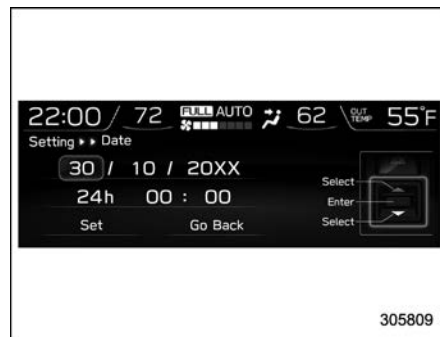 22:00 / 72 FULL AUTO 62 OUT TEMP 55°F
Setting ▸ ▸ Date
30 / 10 / 20XX
24h 00 : 00
Set Go Back
Select
Enter
Select
305809